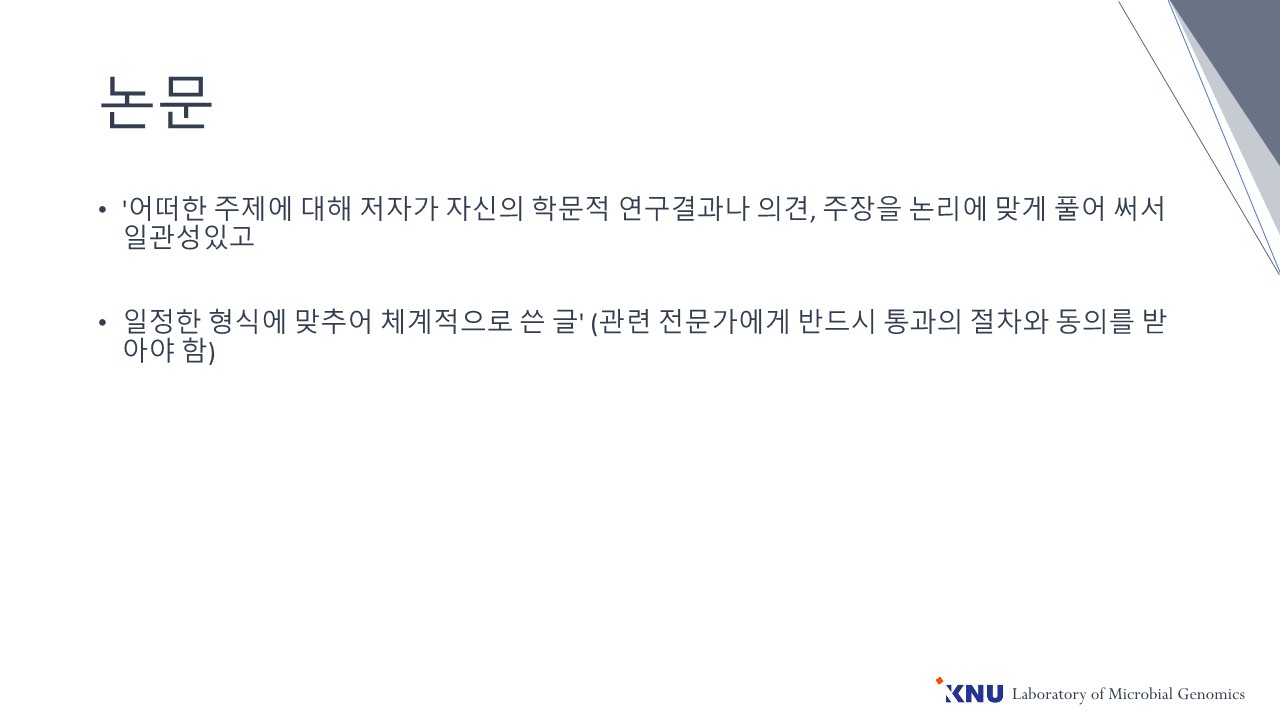 논문
• '어떠한 주제에 대해 저자가 자신의 학문적 연구결과나 의견, 주장을 논리에 맞게 풀어 써서
일관성있고
• 일정한 형식에 맞추어 체계적으로 쓴 글' (관련 전문가에게 반드시 통과의 절차와 동의를 받
아야 함)
KNU Laboratory of Microbial Genomics